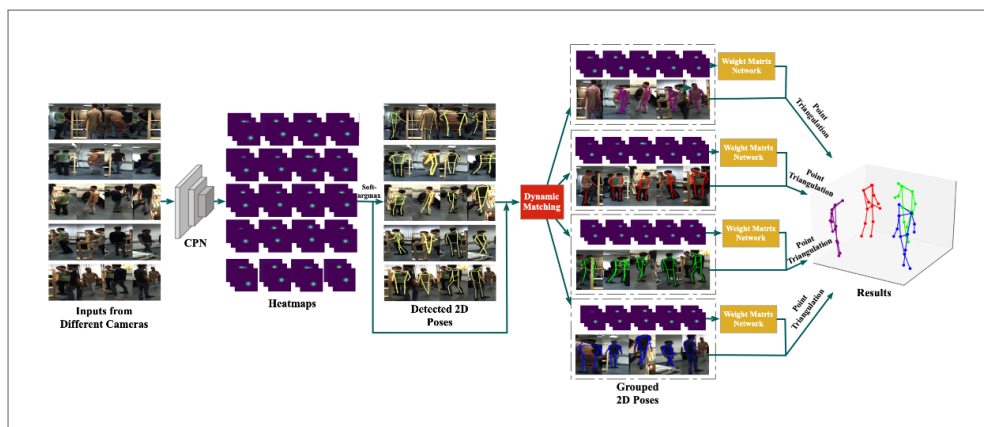 Inputs from
Different Cameras
CPN
Heatmaps
Soft-
argmax
Detected 2D
Poses
Dynamic
Matching
Weight Matrix
Network
Weight Matrix
Network
Weight Matrix
Network
Weight Matrix
Network
Grouped
2D Poses
Point
Triangulation
Point
Triangulation
Point
Triangulation
Point
Triangulation
Results